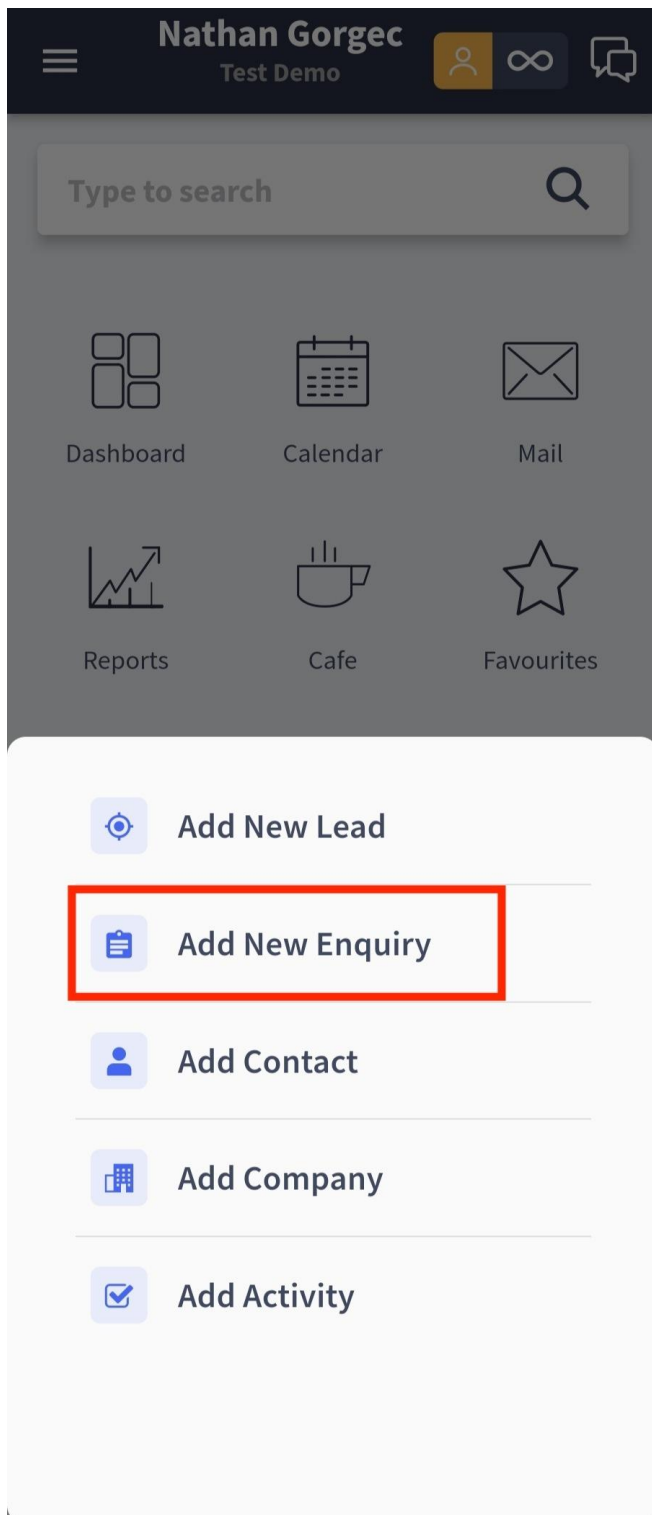 Nathan Gorgec
Test Demo
Type to search
Dashboard Calendar Mail
Reports Cafe Favourites
Add New Lead
Add New Enquiry
Add Contact
Add Company
Add Activity